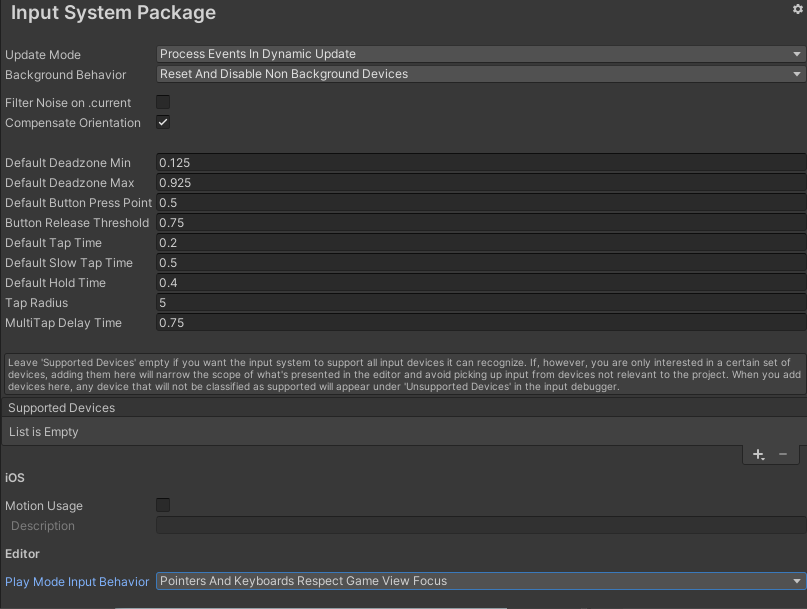 Input System Package
Update Mode Process Events In Dynamic Update
Background Behavior Reset And Disable Non Background Devices
Filter Noise on .current
Compensate Orientation
Default Deadzone Min 0.125
Default Deadzone Max 0.925
Default Button Press Point 0.5
Button Release Threshold 0.75
Default Tap Time 0.2
Default Slow Tap Time 0.5
Default Hold Time 0.4
Tap Radius 5
MultiTap Delay Time 0.75
Leave 'Supported Devices' empty if you want the input system to support all input devices it can recognize. If, however, you are only interested in a certain set of
devices, adding them here will narrow the scope of what's presented in the editor and avoid picking up input from devices not relevant to the project. When you add
devices here, any device that will not be classified as supported will appear under 'Unsupported Devices' in the input debugger.
Supported Devices
List is Empty
iOS
Motion Usage
Description
Editor
Play Mode Input Behavior Pointers And Keyboards Respect Game View Focus